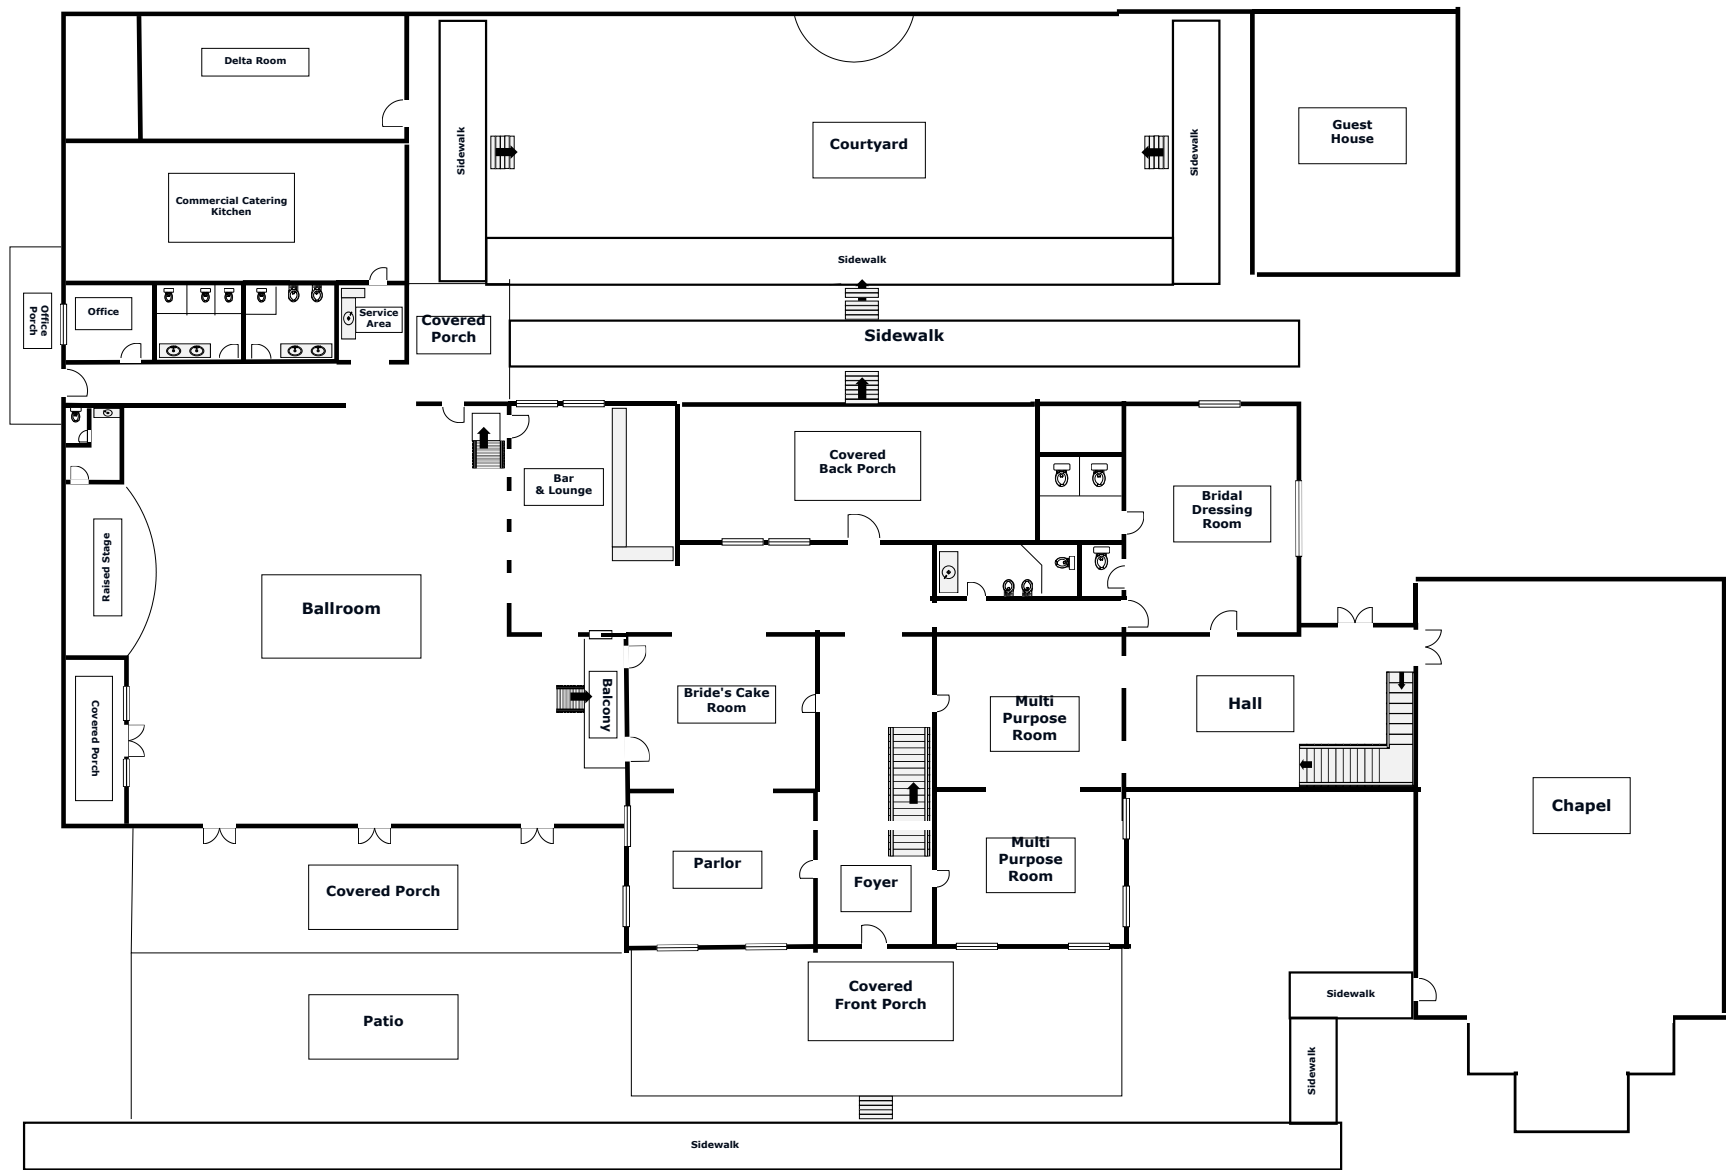 Delta Room
Sidewalk
Courtyard
Sidewalk
Guest
House
Commercial Catering
Kitchen
Sidewalk
Office
Porch
Office
Service
Area
Covered
Porch
Sidewalk
Bar
& Lounge
Covered
Back Porch
Bridal
Dressing
Room
Raised Stage
Ballroom
Covered Porch
Balcony
Bride's Cake
Room
Multi
Purpose
Room
Hall
Chapel
Parlor
Foyer
Multi
Purpose
Room
Covered Porch
Covered
Front Porch
Sidewalk
Patio
Sidewalk
Sidewalk